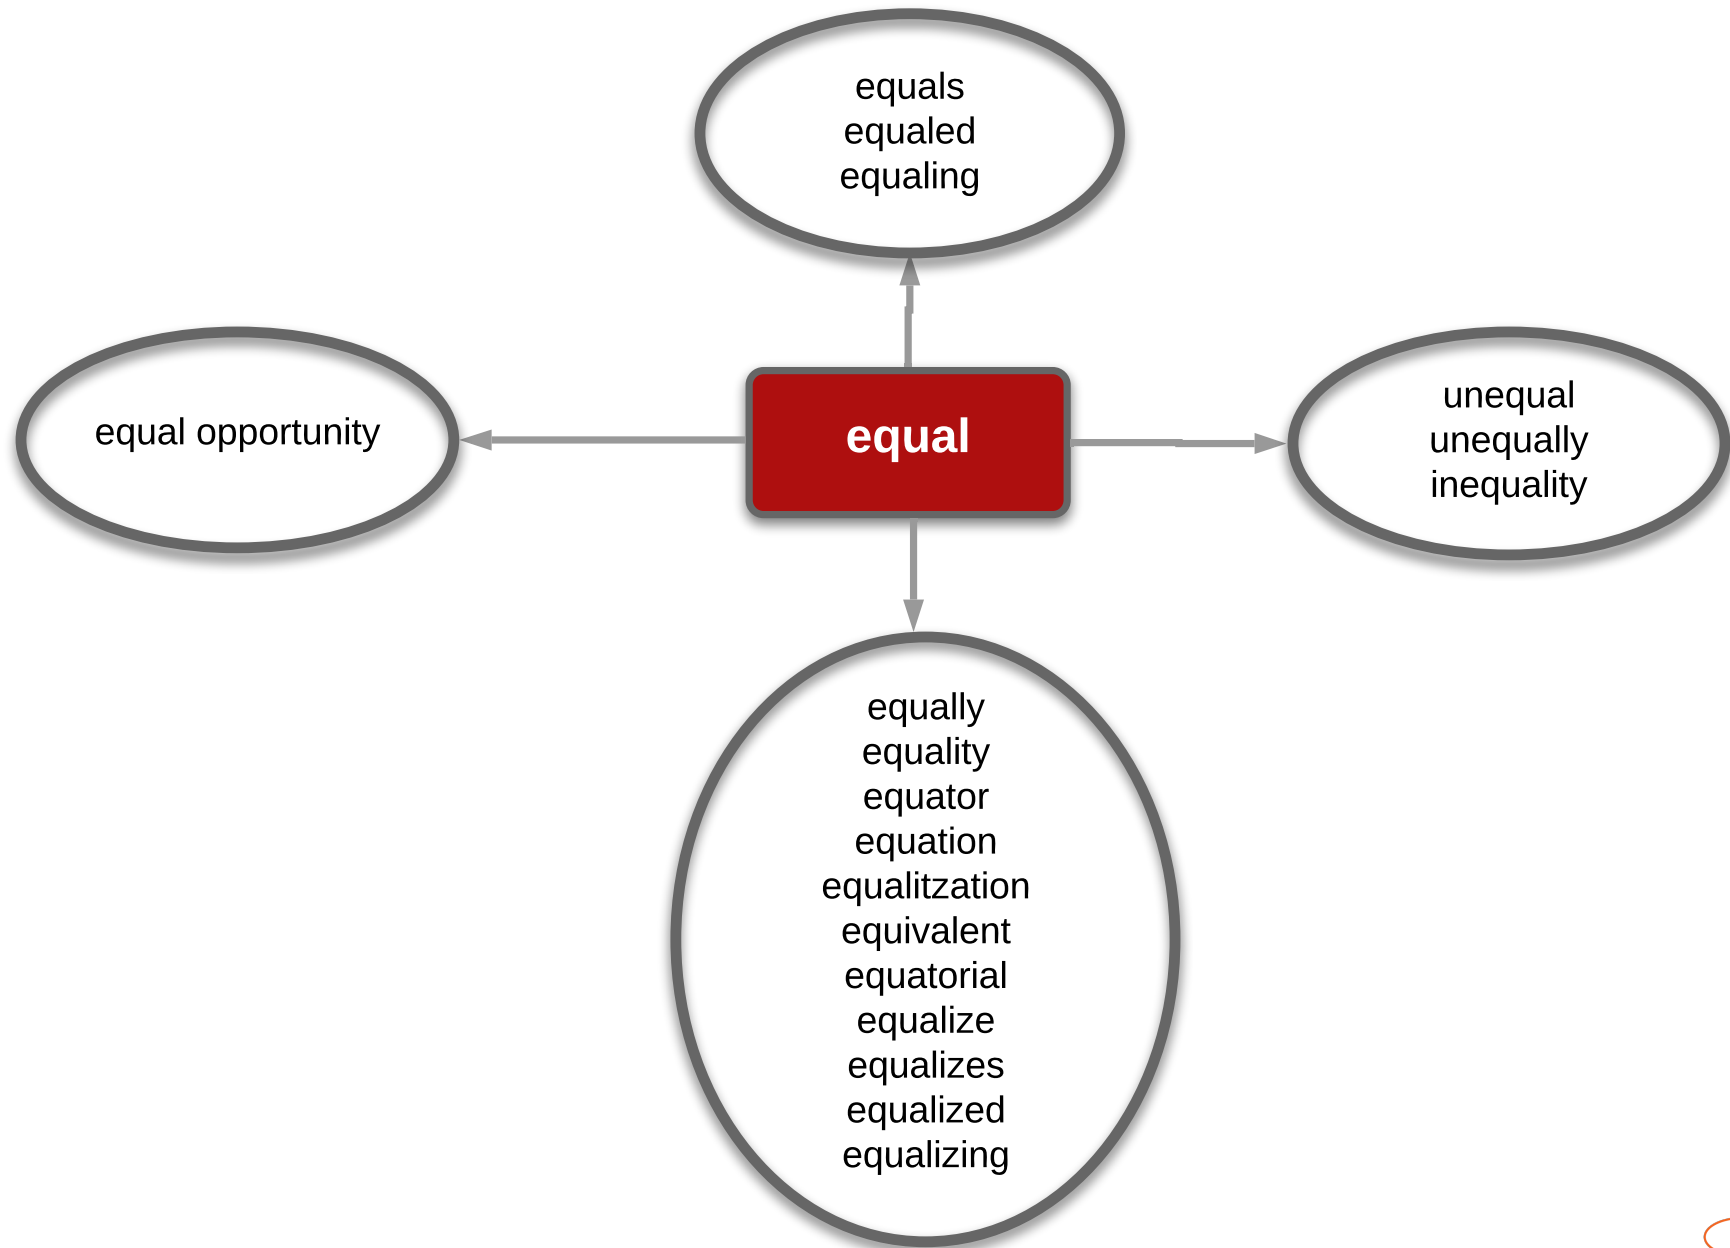 equals
equaled
equaling
equal opportunity
equal
unequal
unequally
inequality
equally
equality
equator
equation
equalitzation
equivalent
equatorial
equalize
equalizes
equalized
equalizing